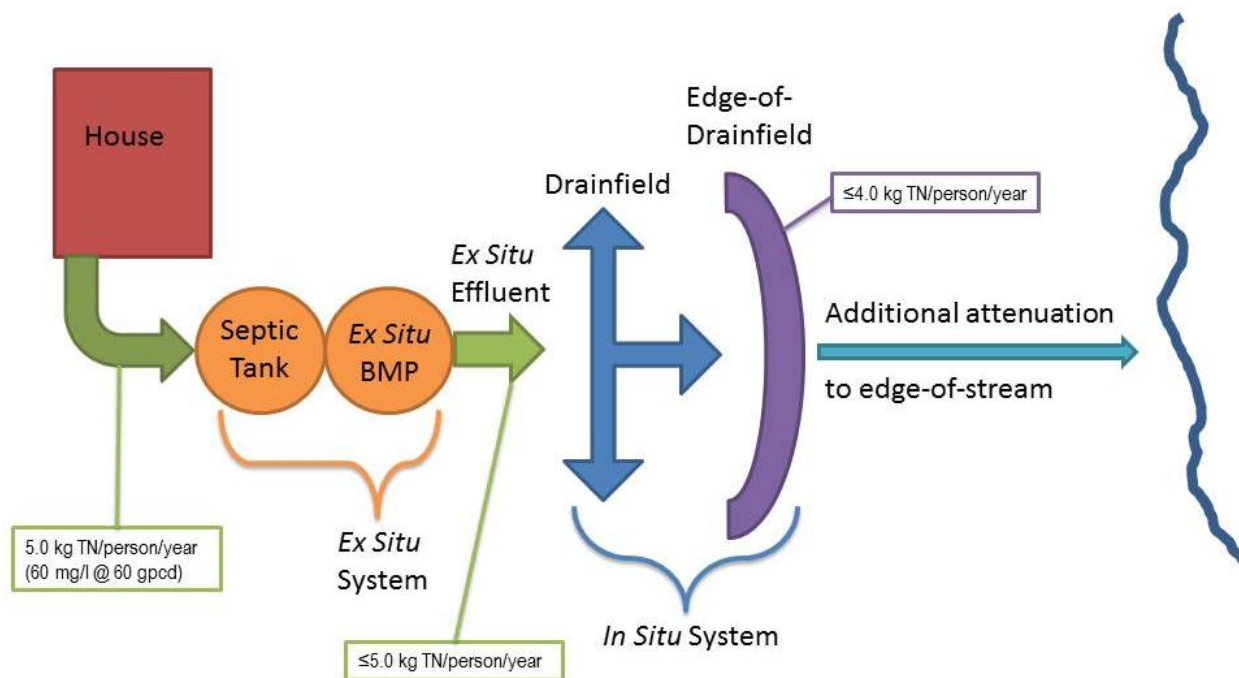 House
Edge-of-
Drainfield
Drainfield
≤4.0 kg TN/person/year
Ex Situ
Effluent
Septic
Tank
Ex Situ
BMP
Additional attenuation
to edge-of-stream
5.0 kg TN/person/year
(60 mg/l @ 60 gpcd)
Ex Situ
System
≤5.0 kg TN/person/year
In Situ System